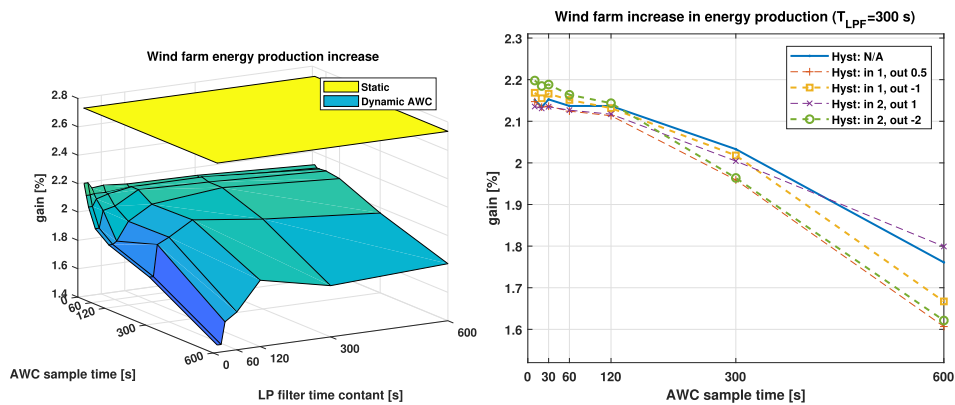 Wind farm energy production increase
Static
Dynamic AWC
gain [%]
2.8
2.6
2.4
2.2
2
1.8
1.6
1.4
0
60
120
300
600
AWC sample time [s]
0
60
120
300
600
LP filter time contant [s]
Wind farm increase in energy production (T_LPF=300 s)
Hyst: N/A
Hyst: in 1, out 0.5
Hyst: in 1, out -1
Hyst: in 2, out 1
Hyst: in 2, out -2
gain [%]
2.3
2.2
2.1
2
1.9
1.8
1.7
1.6
0 30 60 120 300 600
AWC sample time [s]